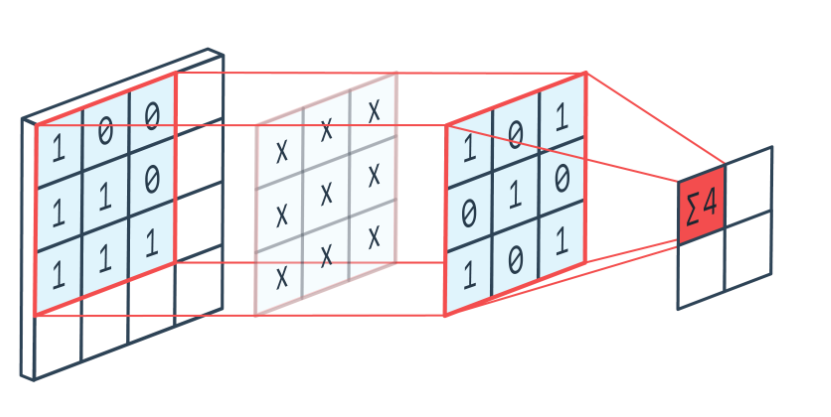 1 0 0
1 1 0
1 1 1
x x x
x x x
x x x
1 0 1
0 1 0
1 0 1
Σ4